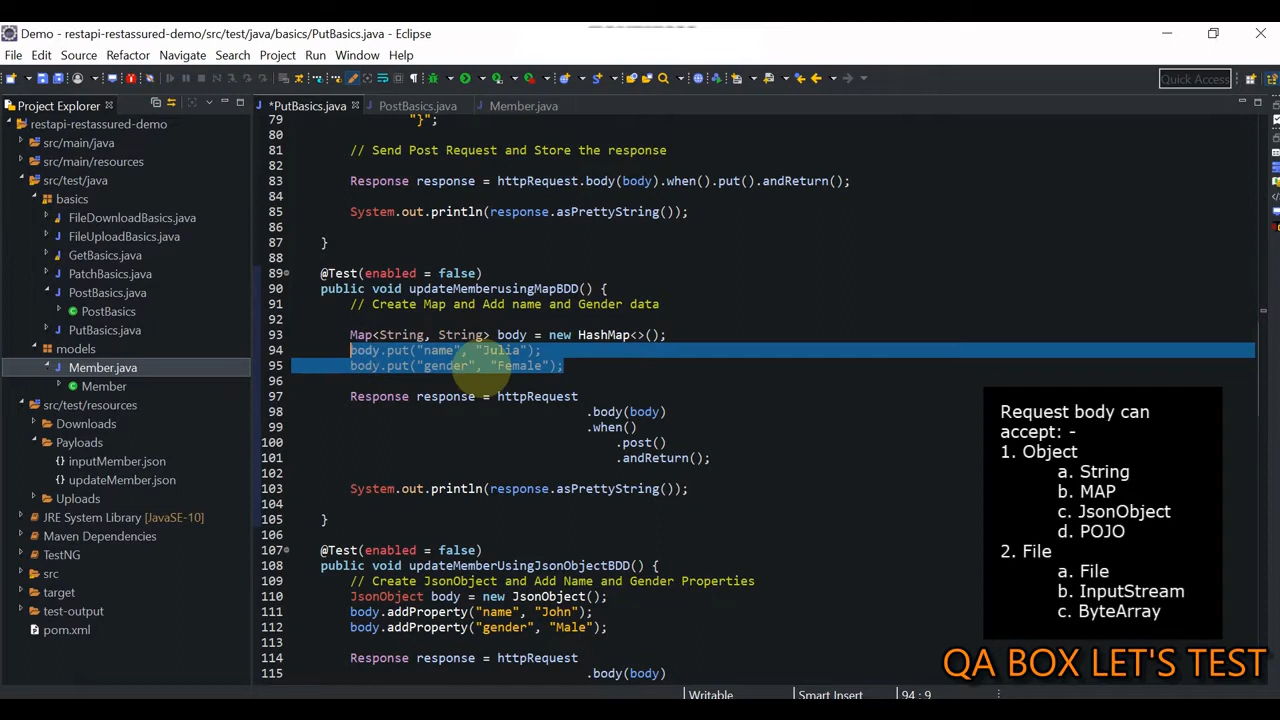 Demo - restapi-restassured-demo/src/test/java/basics/PutBasics.java - Eclipse
File Edit Source Refactor Navigate Search Project Run Window Help
Quick Access
Project Explorer
*PutBasics.java PostBasics.java Member.java
restapi-restassured-demo
src/main/java
src/main/resources
src/test/java
basics
FileDownloadBasics.java
FileUploadBasics.java
GetBasics.java
PatchBasics.java
PostBasics.java
PostBasics
PutBasics.java
models
Member.java
Member
src/test/resources
Downloads
Payloads
inputMember.json
updateMember.json
Uploads
JRE System Library [JavaSE-10]
Maven Dependencies
TestNG
src
target
test-output
pom.xml
79 "}";
80
81 // Send Post Request and Store the response
82
83 Response response = httpRequest.body(body).when().put().andReturn();
84
85 System.out.println(response.asPrettyString());
86
87 }
88
89 @Test(enabled = false)
90 public void updateMemberusingMapBDD() {
91 // Create Map and Add name and Gender data
92
93 Map<String, String> body = new HashMap<>();
94 body.put("name", "Julia");
95 body.put("gender", "Female");
96
97 Response response = httpRequest
98 .body(body)
99 .when()
100 .post()
101 .andReturn();
102
103 System.out.println(response.asPrettyString());
104
105 }
106
107 @Test(enabled = false)
108 public void updateMemberUsingJsonObjectBDD() {
109 // Create JsonObject and Add Name and Gender Properties
110 JsonObject body = new JsonObject();
111 body.addProperty("name", "John");
112 body.addProperty("gender", "Male");
113
114 Response response = httpRequest
115 .body(body)
Request body can
accept: -
1. Object
a. String
b. MAP
c. JsonObject
d. POJO
2. File
a. File
b. InputStream
c. ByteArray
QA BOX LET'S TEST
Writable Smart Insert 94 : 9